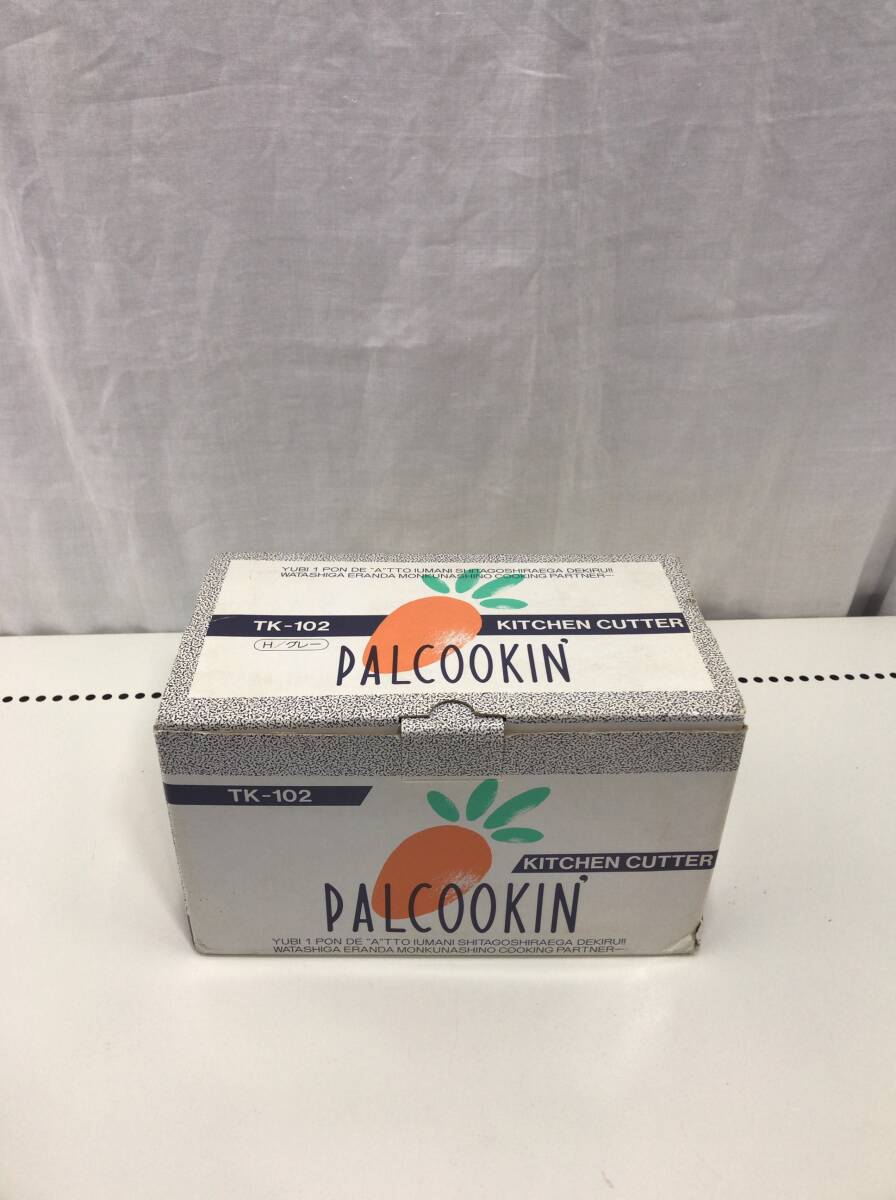 YUBI 1 PON DE "A"TTO IUMANI SHITAGOSHIRAEGA DEKIRU!!
WATASHIGA ERANDA MONKUNASHINO COOKING PARTNER—
TK-102
KITCHEN CUTTER
H/グレー
PALCOOKIN'
TK-102
KITCHEN CUTTER
PALCOOKIN'
YUBI 1 PON DE "A"TTO IUMANI SHITAGOSHIRAEGA DEKIRU!!
WATASHIGA ERANDA MONKUNASHINO COOKING PARTNER—